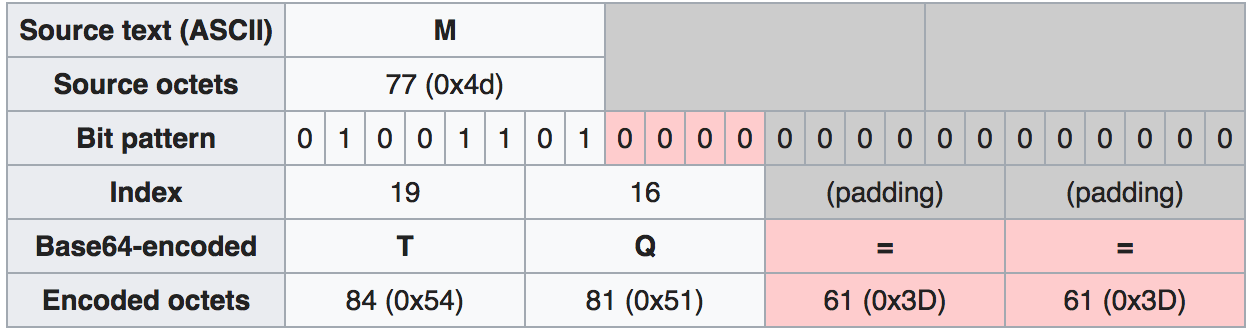 Source text (ASCII) M
Source octets 77 (0x4d)
Bit pattern 0 1 0 0 1 1 0 1 0 0 0 0 0 0 0 0 0 0 0 0 0 0 0 0
Index 19 16 (padding) (padding)
Base64-encoded T Q = =
Encoded octets 84 (0x54) 81 (0x51) 61 (0x3D) 61 (0x3D)